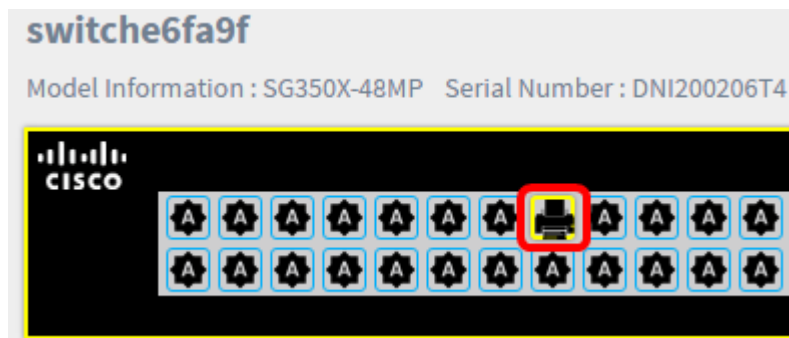 switche6fa9f
Model Information : SG350X-48MP Serial Number : DNI200206T4
CISCO
A A A A A A A A A A A
A A A A A A A A A A A A